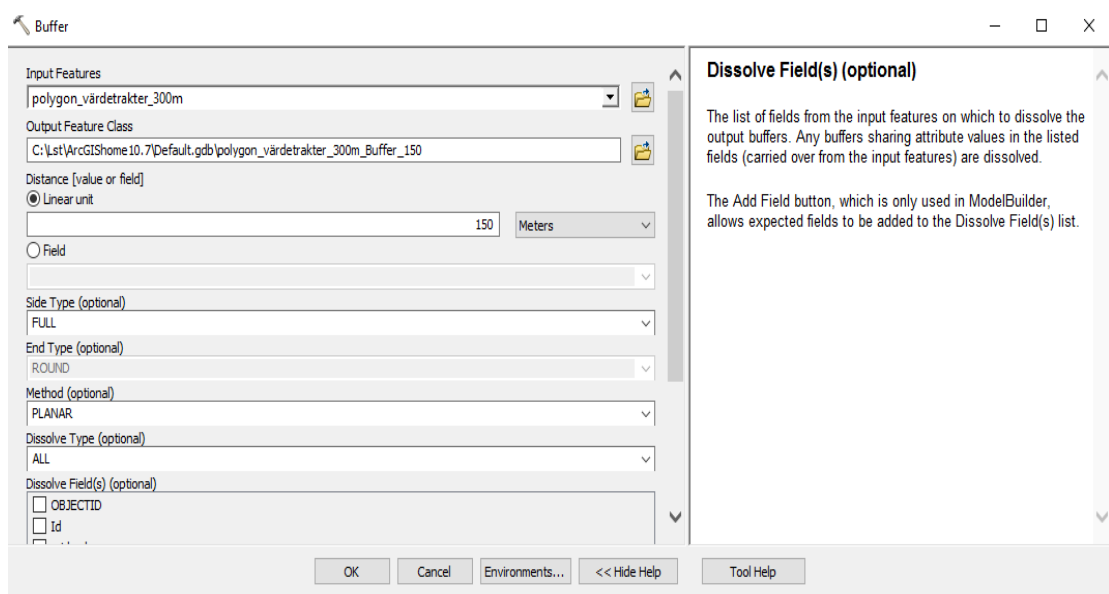 Buffer
Input Features
polygon_värdetrakter_300m
Output Feature Class
C:\Lst\ArcGIShome10.7\Default.gdb\polygon_värdetrakter_300m_Buffer_150
Distance [value or field]
Linear unit
150 Meters
Field
Side Type (optional)
FULL
End Type (optional)
ROUND
Method (optional)
PLANAR
Dissolve Type (optional)
ALL
Dissolve Field(s) (optional)
OBJECTID
Id
Dissolve Field(s) (optional)
The list of fields from the input features on which to dissolve the
output buffers. Any buffers sharing attribute values in the listed
fields (carried over from the input features) are dissolved.
The Add Field button, which is only used in ModelBuilder,
allows expected fields to be added to the Dissolve Field(s) list.
OK Cancel Environments... << Hide Help Tool Help